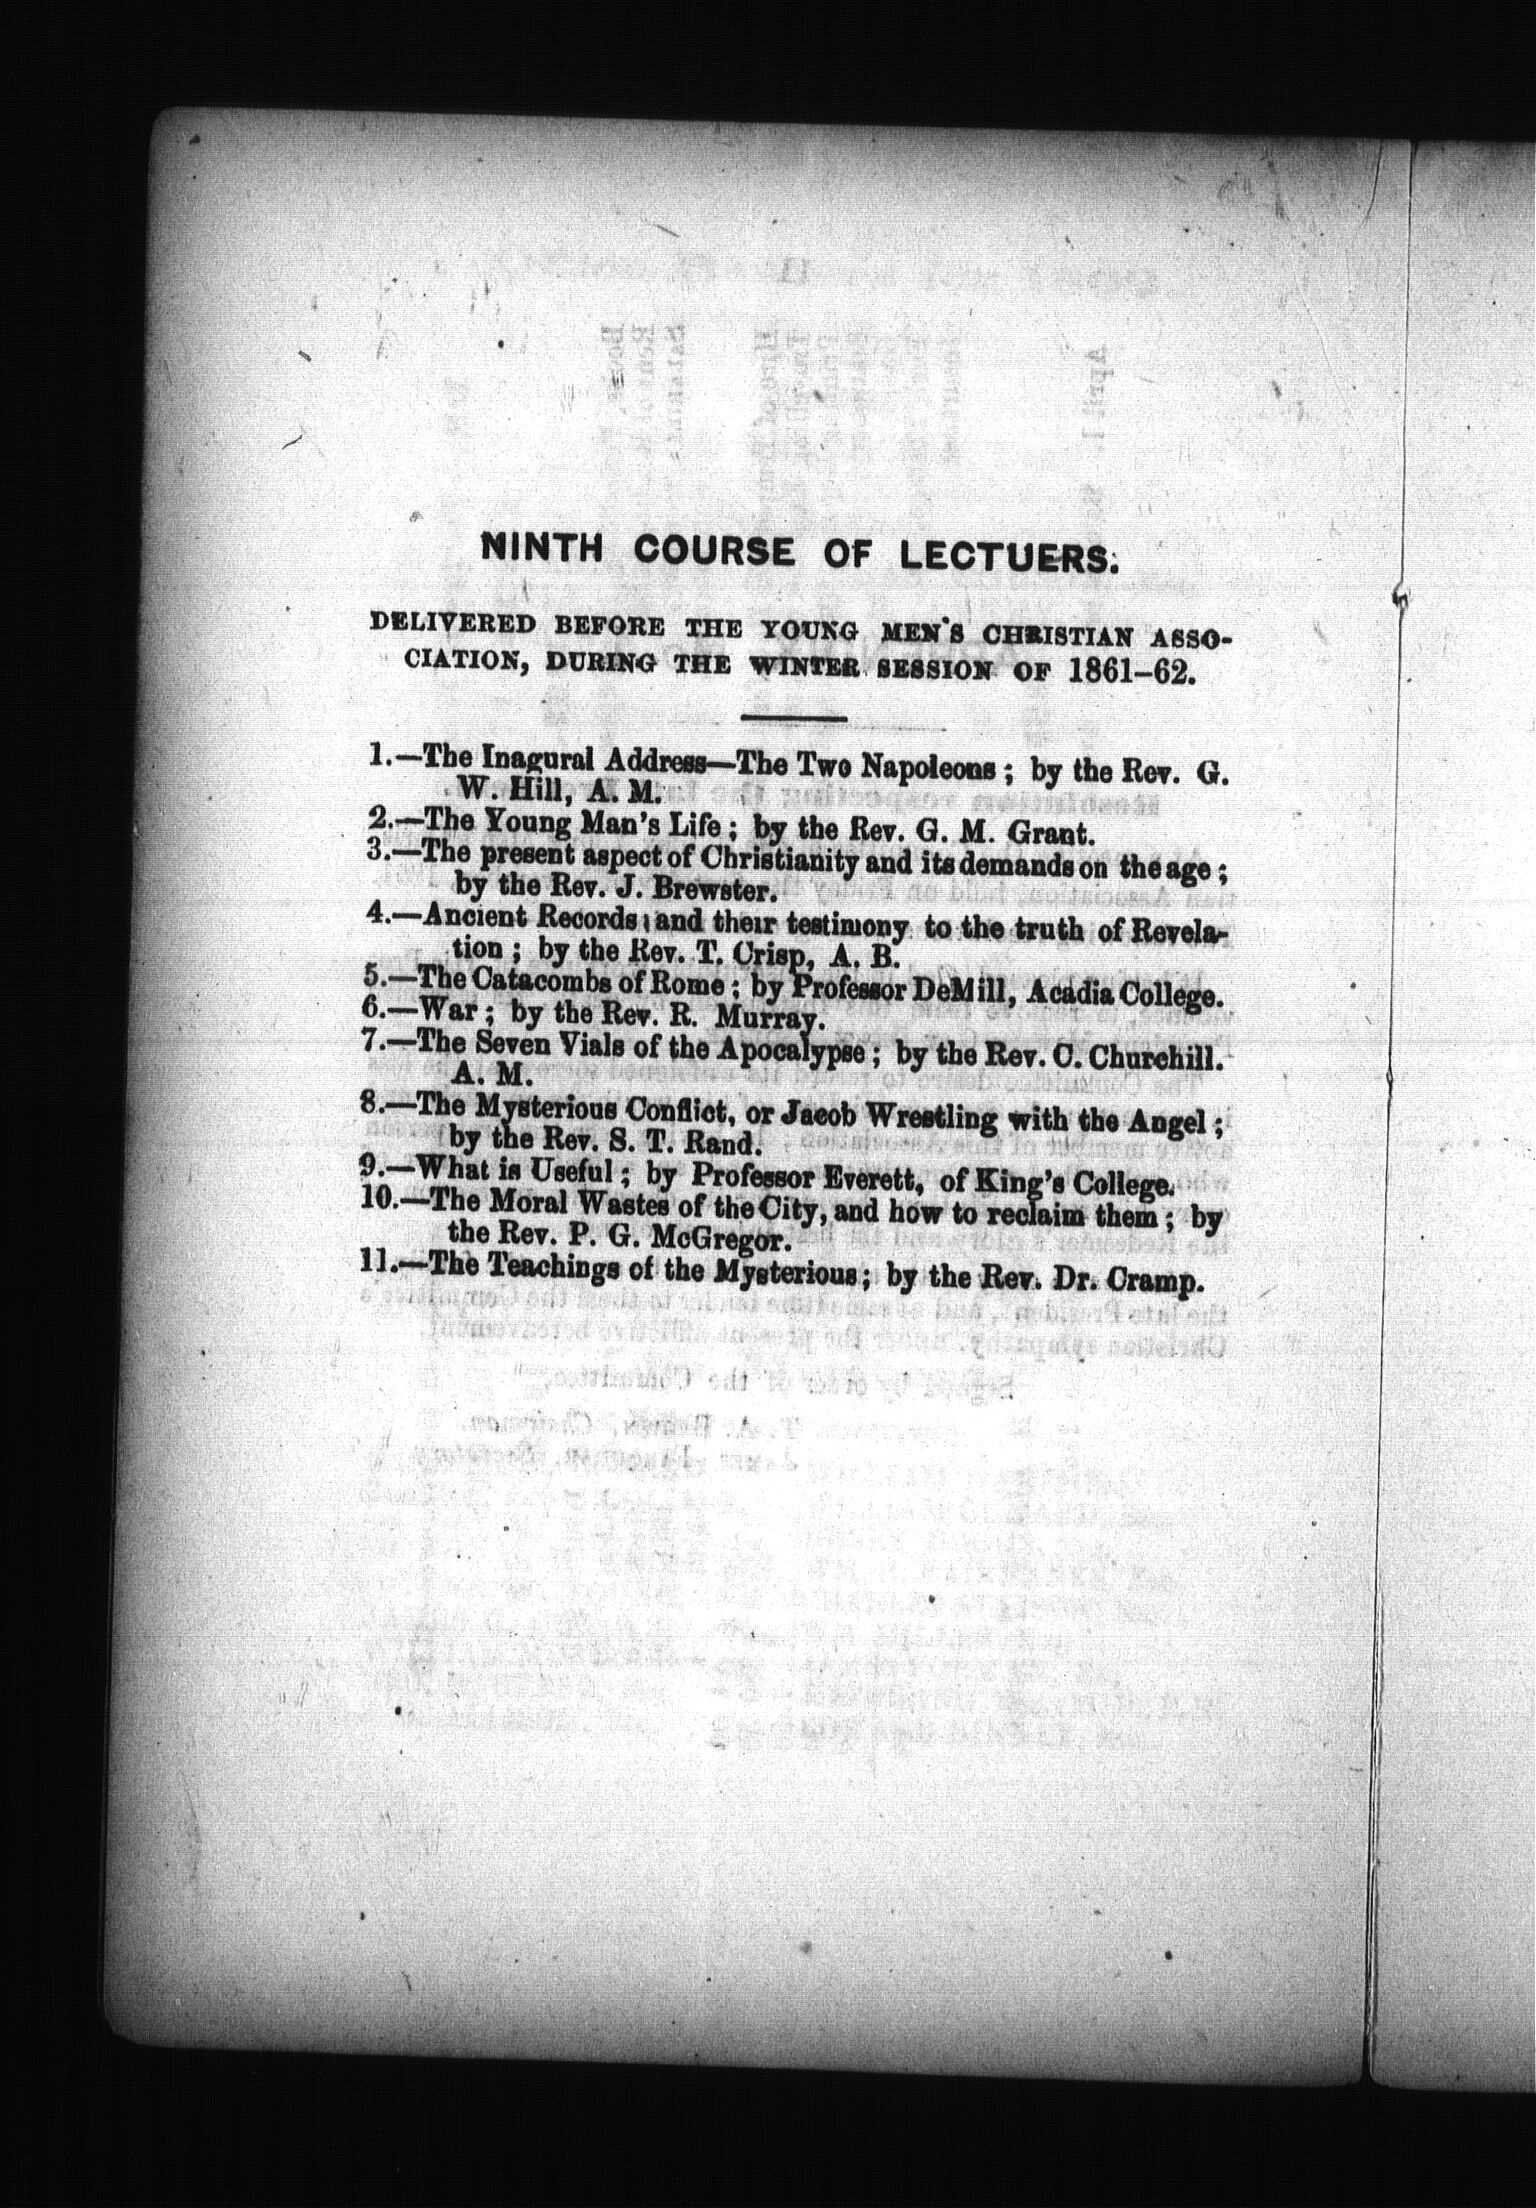 NINTH COURSE OF LECTUERS.
DELIVERED BEFORE THE YOUNG MEN'S CHRISTIAN ASSO-
CIATION, DURING THE WINTER SESSION OF 1861–62.
1.—The Inagural Address—The Two Napoleons; by the Rev. G.
W. Hill, A. M.
2.—The Young Man's Life; by the Rev. G. M. Grant.
3.—The present aspect of Christianity and its demands on the age;
by the Rev. J. Brewster.
4.—Ancient Records and their testimony to the truth of Revela-
tion; by the Rev. T. Crisp, A. B.
5.—The Catacombs of Rome; by Professor DeMill, Acadia College.
6.—War; by the Rev. R. Murray.
7.—The Seven Vials of the Apocalypse; by the Rev. C. Churchill.
A. M.
8.—The Mysterious Conflict, or Jacob Wrestling with the Angel;
by the Rev. S. T. Rand.
9.—What is Useful; by Professor Everett, of King's College.
10.—The Moral Wastes of the City, and how to reclaim them; by
the Rev. P. G. McGregor.
11.—The Teachings of the Mysterious; by the Rev. Dr. Cramp.